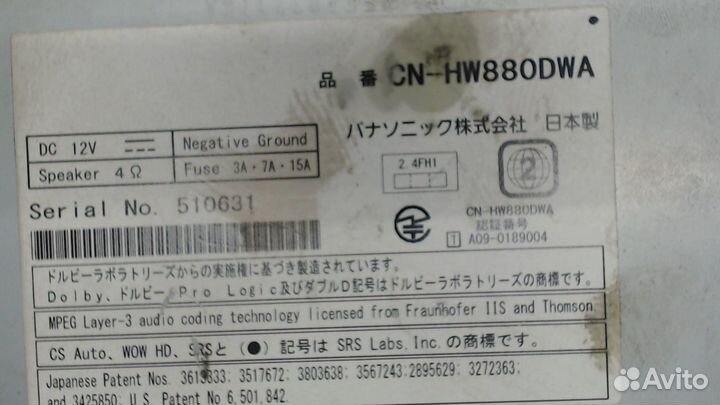 品 番 CN-HW880DWA
パナソニック株式会社 日本製
DC 12V
Negative Ground
Speaker 4Ω
Fuse 3A・7A・15A
2.4FH1
2
Serial No. 510631
CN-HW880DWA
認証番号
T A09-0189004
ドルビーラボラトリーズからの実施権に基づき製造されています。
Dolby、ドルビー、Pro Logic及びダブルD記号はドルビーラボラトリーズの商標です。
MPEG Layer-3 audio coding technology licensed from Fraunhofer IIS and Thomson
CS Auto、WOW HD、SRSと (●) 記号は SRS Labs, Inc. の商標です。
Japanese Patent Nos. 3613833; 3517672; 3803638; 3567243; 2895629; 3272363;
and 3425850; U.S. Patent No 6,501,842.
Avito